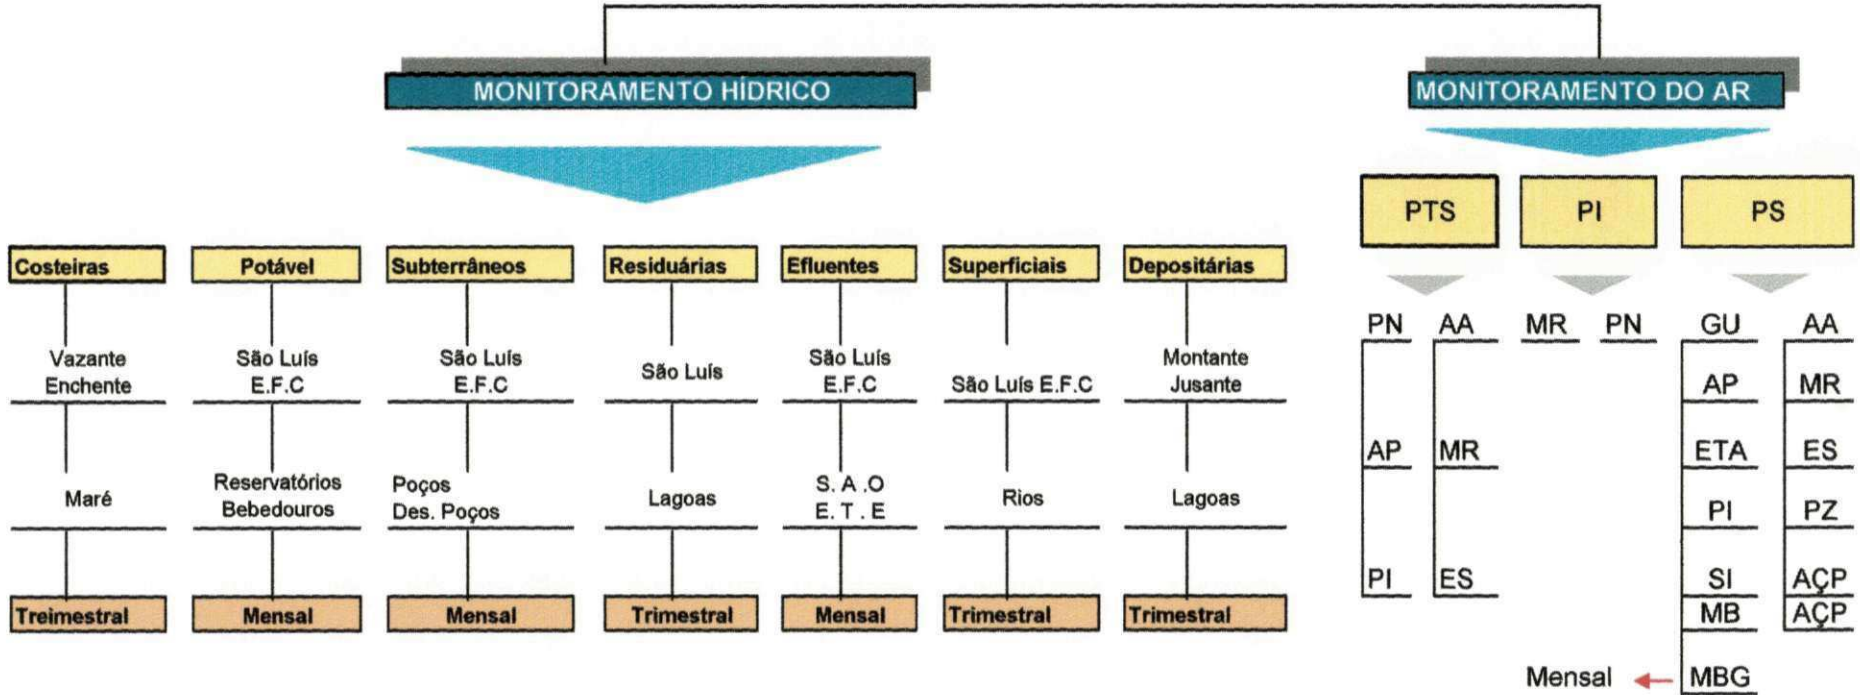 MONITORAMENTO HÍDRICO
MONITORAMENTO DO AR
Costeiras
Vazante
Enchente
Maré
Treimestral
Potável
São Luís
E.F.C
Reservatórios
Bebedouros
Mensal
Subterrâneos
São Luís
E.F.C
Poços
Des. Poços
Mensal
Residuárias
São Luís
Lagoas
Trimestral
Efluentes
São Luís
E.F.C
S. A .O
E. T . E
Mensal
Superficiais
São Luís E.F.C
Rios
Trimestral
Depositárias
Montante
Jusante
Lagoas
Trimestral
PTS
PN
AP
PI
AA
MR
ES
PI
MR
PN
PS
GU
AP
ETA
PI
SI
MB
MBG
Mensal
AA
MR
ES
PZ
AÇP
AÇP